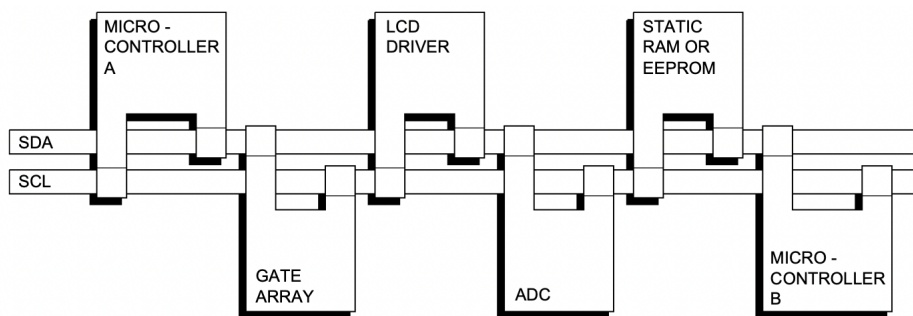 MICRO -
CONTROLLER
A
LCD
DRIVER
STATIC
RAM OR
EEPROM
SDA
SCL
GATE
ARRAY
ADC
MICRO -
CONTROLLER
B